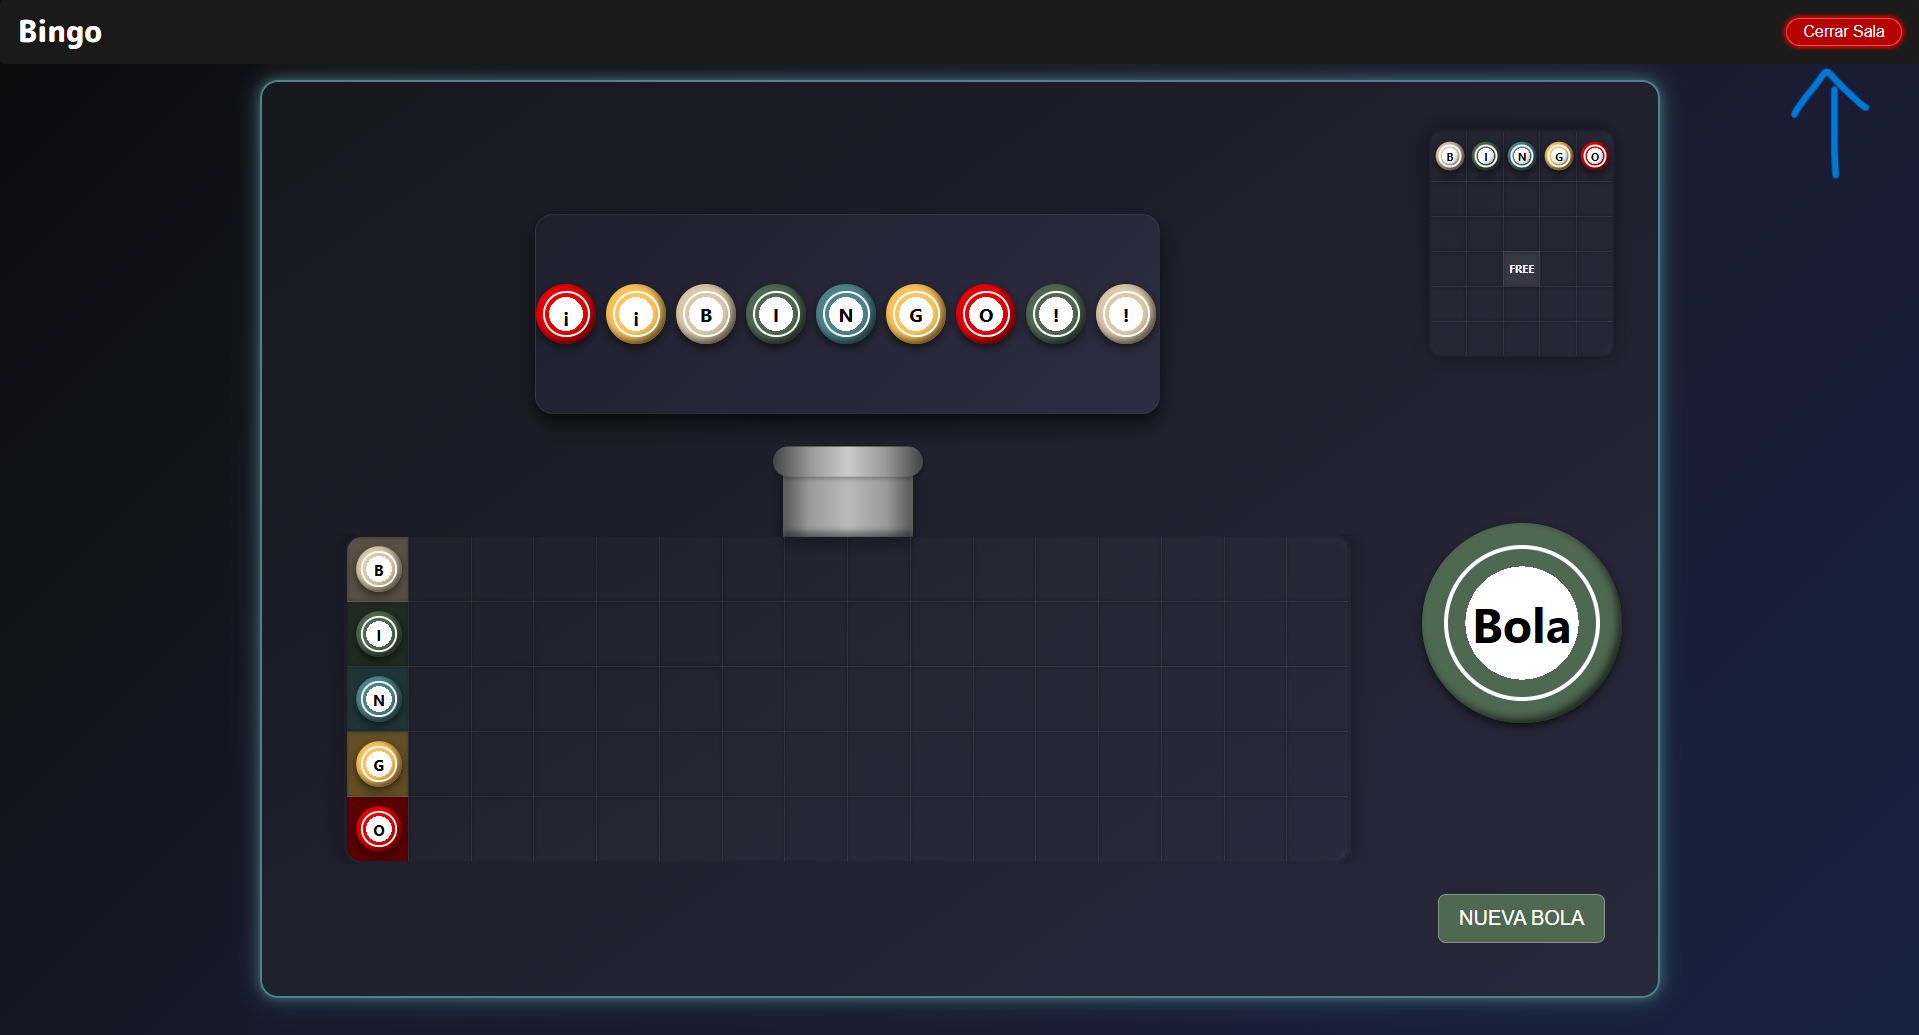 Bingo
Cerrar Sala
B I N G O
FREE
¡ ¡ B I N G O ! !
B
I
N
G
O
Bola
NUEVA BOLA